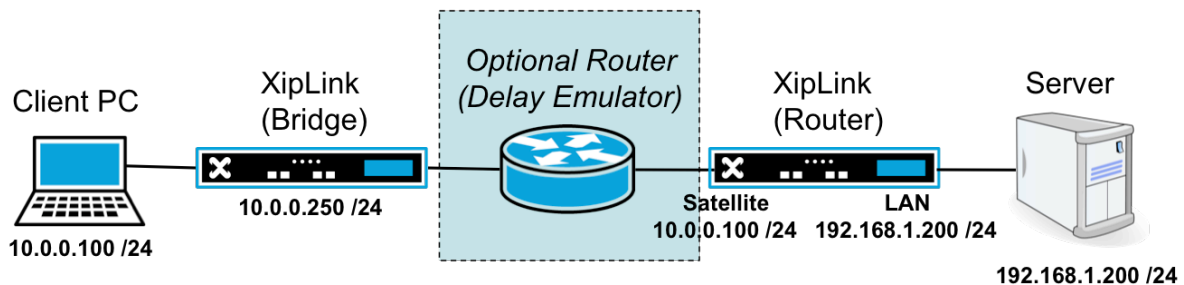 Client PC
10.0.0.100 /24
XipLink
(Bridge)
10.0.0.250 /24
Optional Router
(Delay Emulator)
XipLink
(Router)
Satellite
10.0.0.100 /24
LAN
192.168.1.200 /24
Server
192.168.1.200 /24